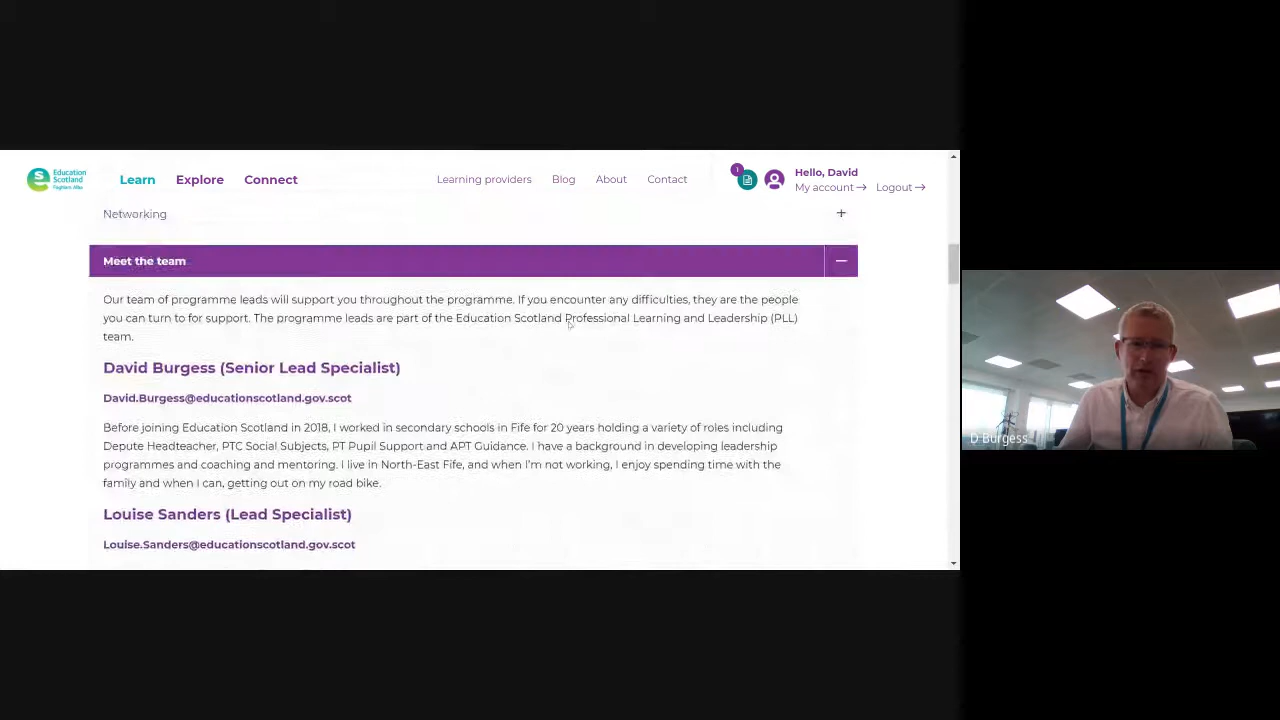 Education
Scotland
Learn
Explore
Connect
Learning providers
Blog
About
Contact
1
Hello, David
My account
Logout
Networking
Meet the team
Our team of programme leads will support you throughout the programme. If you encounter any difficulties, they are the people
you can turn to for support. The programme leads are part of the Education Scotland Professional Learning and Leadership (PLL)
team.
David Burgess (Senior Lead Specialist)
David.Burgess@educationscotland.gov.scot
Before joining Education Scotland in 2018, I worked in secondary schools in Fife for 20 years holding a variety of roles including
Depute Headteacher, PTC Social Subjects, PT Pupil Support and APT Guidance. I have a background in developing leadership
programmes and coaching and mentoring. I live in North-East Fife, and when I'm not working, I enjoy spending time with the
family and when I can, getting out on my road bike.
Louise Sanders (Lead Specialist)
Louise.Sanders@educationscotland.gov.scot
D Burgess